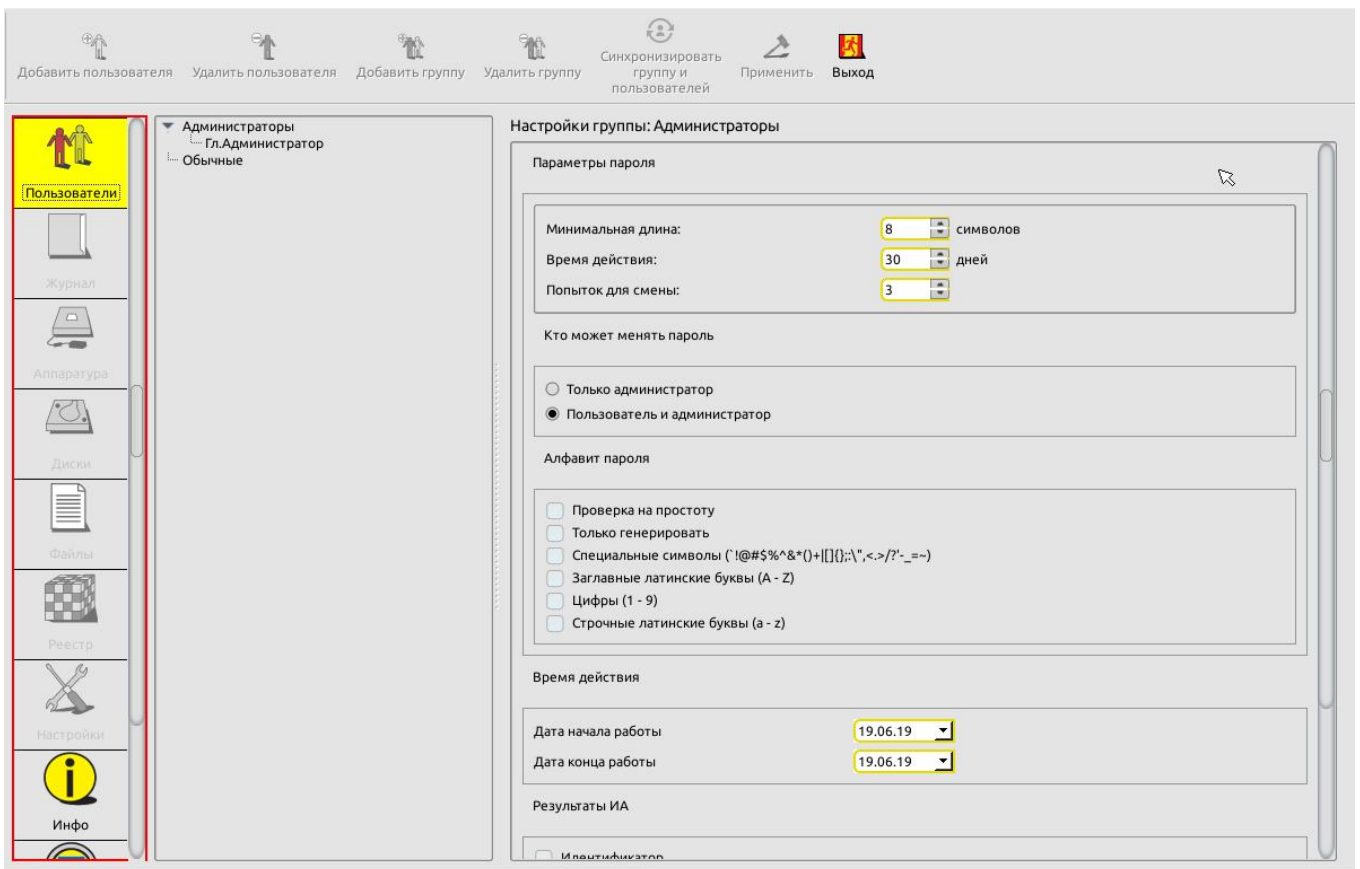 Добавить пользователя
Удалить пользователя
Добавить группу
Удалить группу
Синхронизировать
группу и
пользователей
Применить
Выход
Пользователи
Журнал
Аппаратура
Диски
Файлы
Реестр
Настройки
Инфо
Администраторы
Гл.Администратор
Обычные
Настройки группы: Администраторы
Параметры пароля
Минимальная длина: 8 символов
Время действия: 30 дней
Попыток для смены: 3
Кто может менять пароль
Только администратор
Пользователь и администратор
Алфавит пароля
Проверка на простоту
Только генерировать
Специальные символы (`!@#$%^&*()+|[]{};:\",<.>/?'-_=~)
Заглавные латинские буквы (A - Z)
Цифры (1 - 9)
Строчные латинские буквы (a - z)
Время действия
Дата начала работы 19.06.19
Дата конца работы 19.06.19
Результаты ИА
Идентификатор